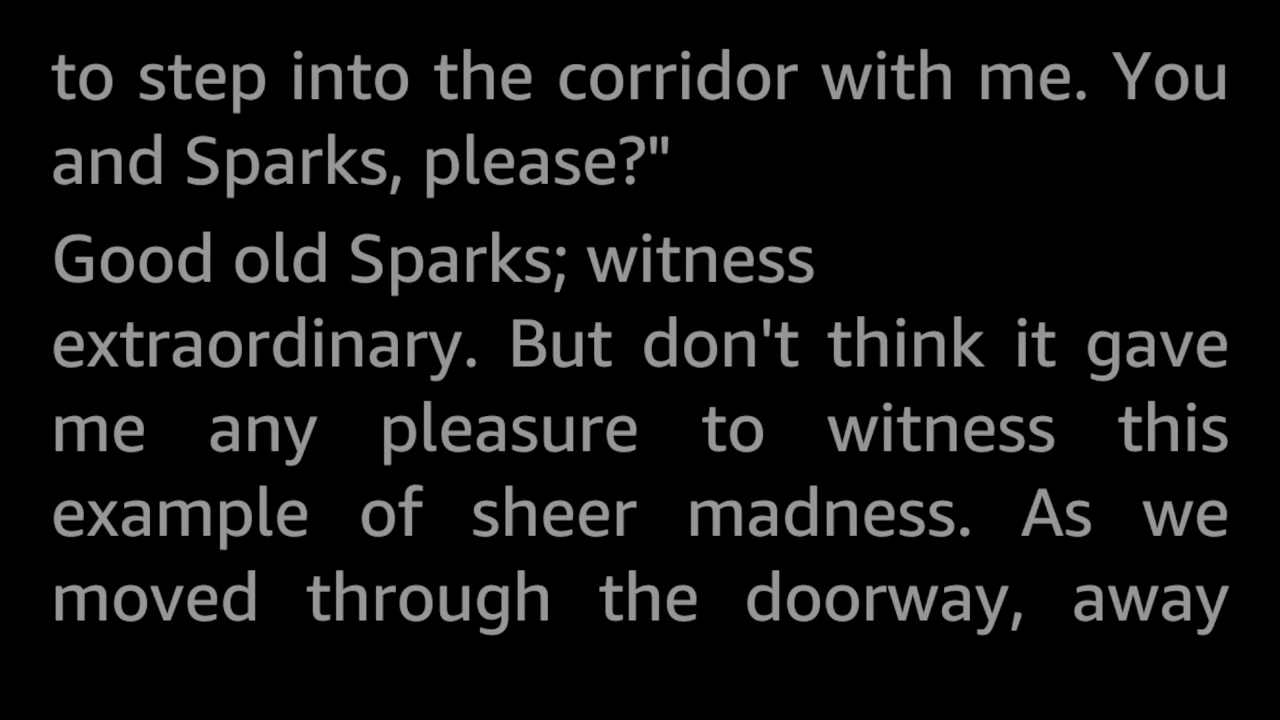 to step into the corridor with me. You
and Sparks, please?"
Good old Sparks; witness
extraordinary. But don't think it gave
me any pleasure to witness this
example of sheer madness. As we
moved through the doorway, away